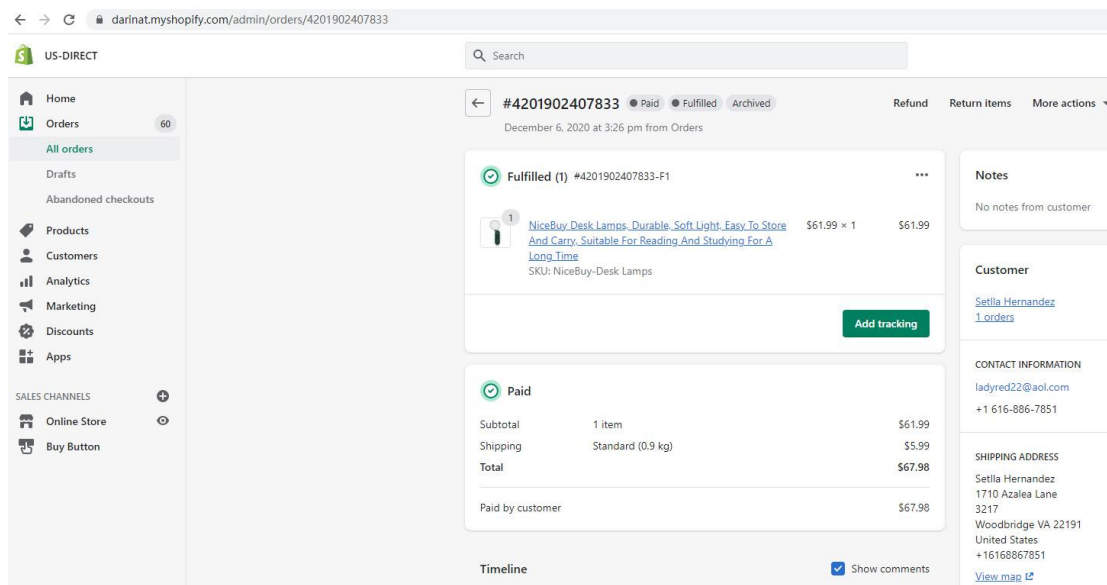 darinat.myshopify.com/admin/orders/4201902407833
US-DIRECT
Search
Home
Orders 60
All orders
Drafts
Abandoned checkouts
Products
Customers
Analytics
Marketing
Discounts
Apps
SALES CHANNELS
Online Store
Buy Button
#4201902407833 Paid Fulfilled Archived Refund Return items More actions
December 6, 2020 at 3:26 pm from Orders
Fulfilled (1) #4201902407833-F1
1
NiceBuy Desk Lamps, Durable, Soft Light, Easy To Store $61.99 × 1 $61.99
And Carry, Suitable For Reading And Studying For A
Long Time
SKU: NiceBuy-Desk Lamps
Add tracking
Paid
Subtotal 1 item $61.99
Shipping Standard (0.9 kg) $5.99
Total $67.98
Paid by customer $67.98
Timeline Show comments
Notes
No notes from customer
Customer
Setlla Hernandez
1 orders
CONTACT INFORMATION
ladyred22@aol.com
+1 616-886-7851
SHIPPING ADDRESS
Setlla Hernandez
1710 Azalea Lane
3217
Woodbridge VA 22191
United States
+16168867851
View map